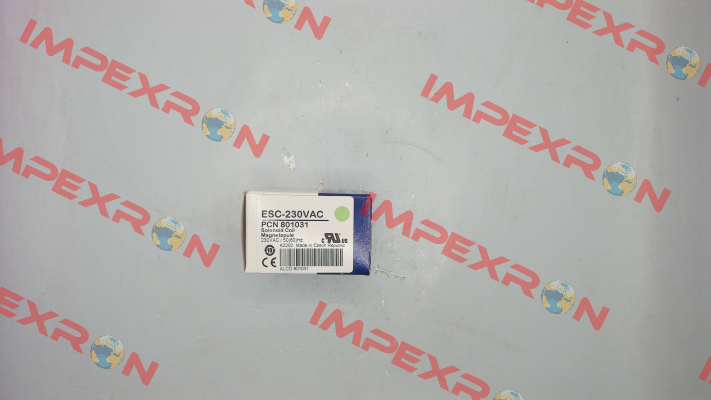 IMPEXRON
IMPEXRON
IMPEXRON
IMPEXRON
IMPEXRON
IMPEXRON
IMPEXRON
ESC-230VAC
PCN 801031
Solenoid Coil
Magnetspule
230VAC / 50(60)Hz
Made in Czech Republic
c US
CE
ALCO 801031